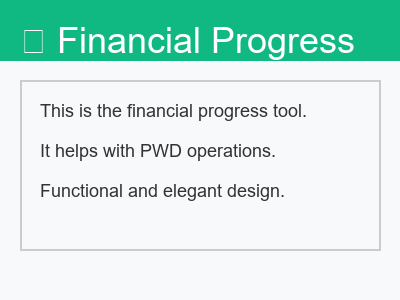 Financial Progress
This is the financial progress tool.
It helps with PWD operations.
Functional and elegant design.